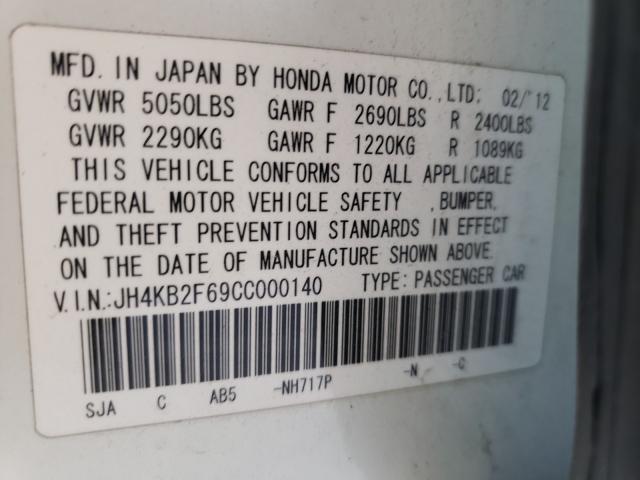 MFD. IN JAPAN BY HONDA MOTOR CO.,LTD: 02/'12
GVWR 5050LBS GAWR F 2690LBS R 2400LBS
GVWR 2290KG GAWR F 1220KG R 1089KG
THIS VEHICLE CONFORMS TO ALL APPLICABLE
FEDERAL MOTOR VEHICLE SAFETY ,BUMPER,
AND THEFT PREVENTION STANDARDS IN EFFECT
ON THE DATE OF MANUFACTURE SHOWN ABOVE.
V.I.N.:JH4KB2F69CC000140 TYPE: PASSENGER CAR
SJA C AB5 -NH717P -N -C